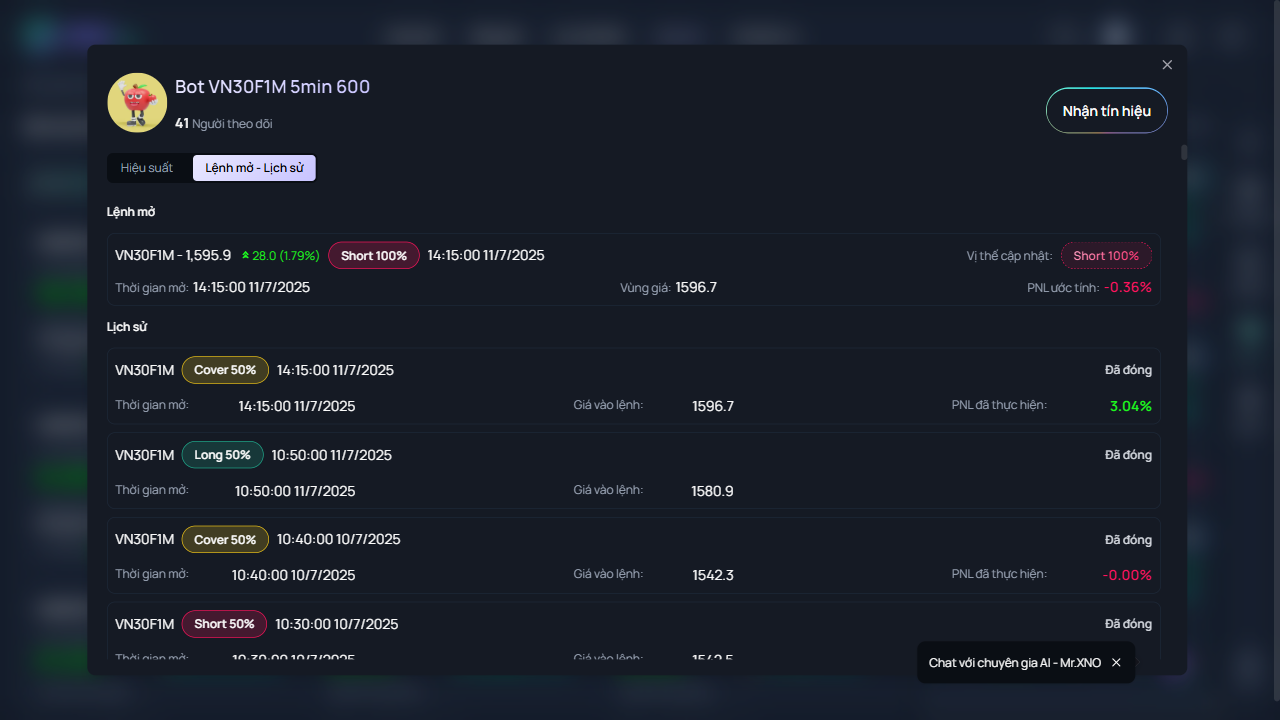 Bot VN30F1M 5min 600
41 Người theo dõi
Nhận tín hiệu
Hiệu suất Lệnh mở - Lịch sử
Lệnh mở
VN30F1M - 1,595.9 28.0 (1.79%) Short 100% 14:15:00 11/7/2025 Vị thế cập nhật: Short 100%
Thời gian mở: 14:15:00 11/7/2025 Vùng giá: 1596.7 PNL ước tính: -0.36%
Lịch sử
VN30F1M Cover 50% 14:15:00 11/7/2025 Đã đóng
Thời gian mở: 14:15:00 11/7/2025 Giá vào lệnh: 1596.7 PNL đã thực hiện: 3.04%
VN30F1M Long 50% 10:50:00 11/7/2025 Đã đóng
Thời gian mở: 10:50:00 11/7/2025 Giá vào lệnh: 1580.9
VN30F1M Cover 50% 10:40:00 10/7/2025 Đã đóng
Thời gian mở: 10:40:00 10/7/2025 Giá vào lệnh: 1542.3 PNL đã thực hiện: -0.00%
VN30F1M Short 50% 10:30:00 10/7/2025 Đã đóng
Thời gian mở: 10:30:00 10/7/2025 Giá vào lệnh: 1542.5
Chat với chuyên gia AI - Mr.XNO